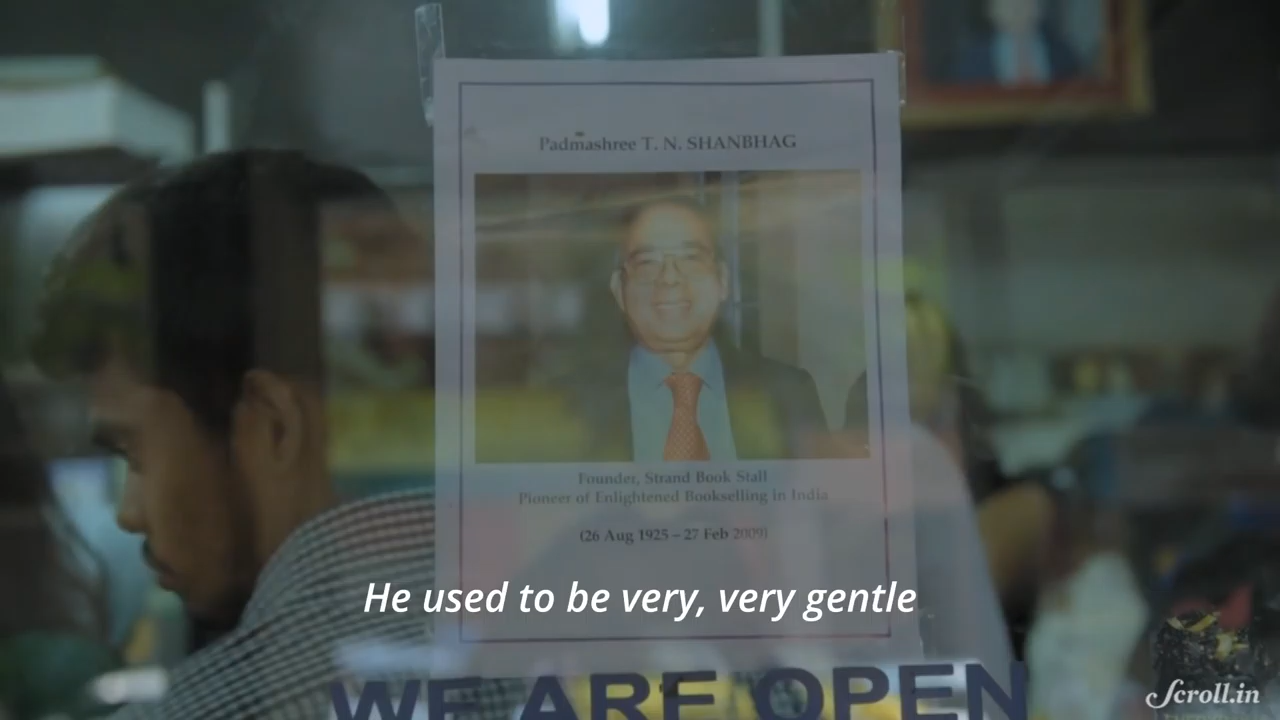 Padmashree T. N. SHANBHAG
Founder, Strand Book Stall
Pioneer of Enlightened Bookselling in India
(26 Aug 1925 – 27 Feb 2009)
He used to be very, very gentle
WE ARE OPEN
Scroll.in